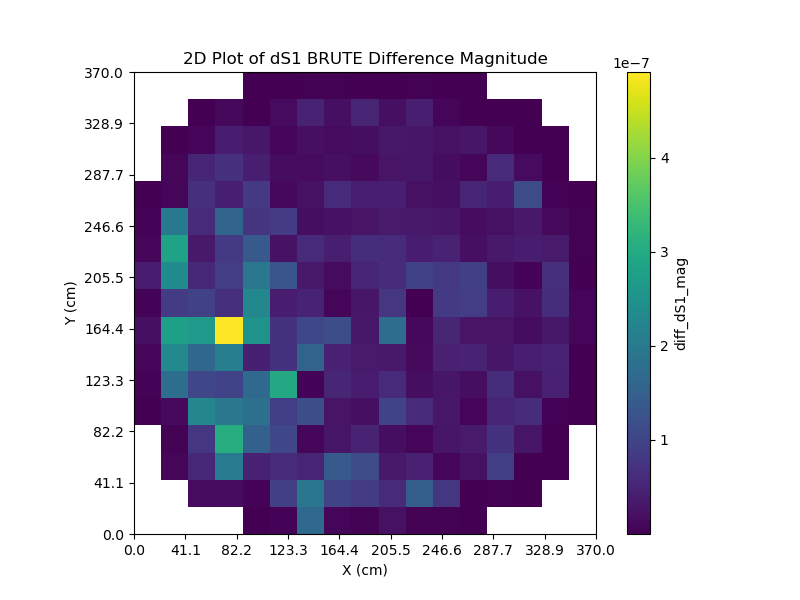 2D Plot of dS1 BRUTE Difference Magnitude
1e−7
370.0
328.9
287.7
246.6
205.5
164.4
123.3
82.2
41.1
0.0
Y (cm)
0.0 41.1 82.2 123.3 164.4 205.5 246.6 287.7 328.9 370.0
X (cm)
4
3
2
1
diff_dS1_mag